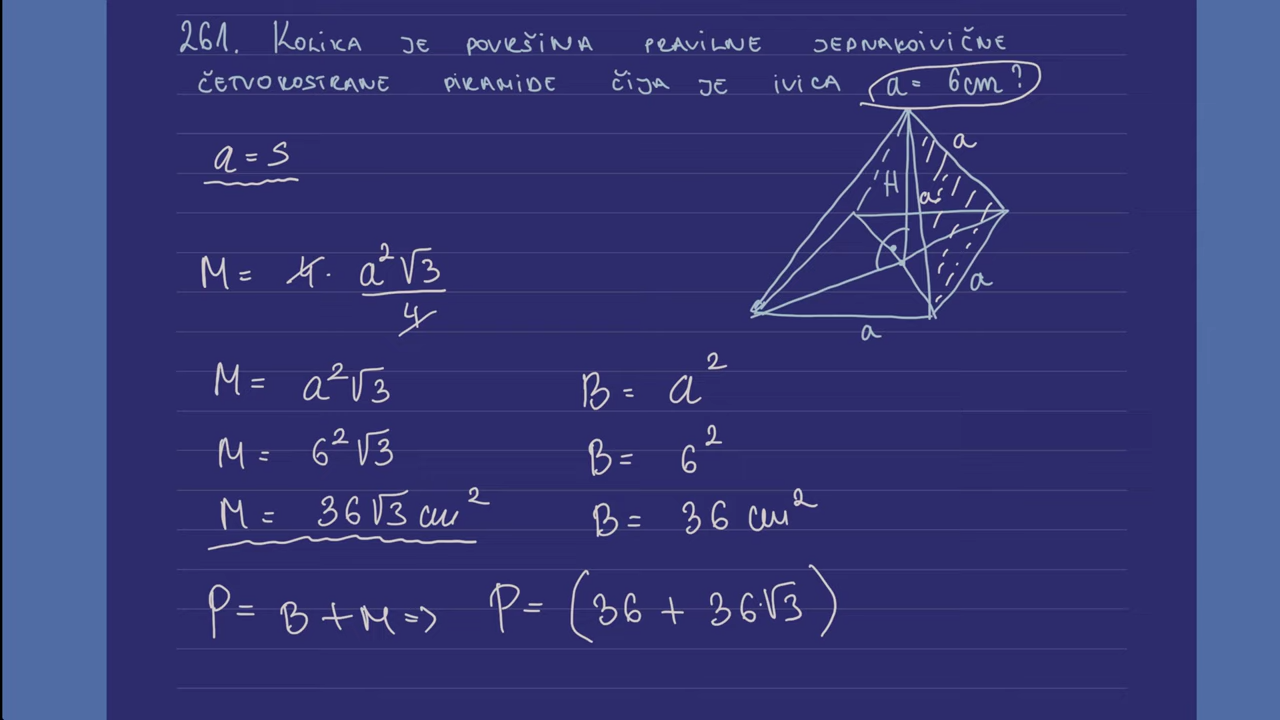 261. KOLIKA JE POVRŠINA PRAVILNE JEDNAKOIVIČNE
ČETVOROSTRANE PIRAMIDE ČIJA JE IVICA a = 6cm?
a = s
a
H
a
a
a
M = 4 · a²√3 / 4
M = a²√3
B = a²
M = 6²√3
B = 6²
M = 36√3 cm²
B = 36 cm²
P = B + M => P = (36 + 36·√3)